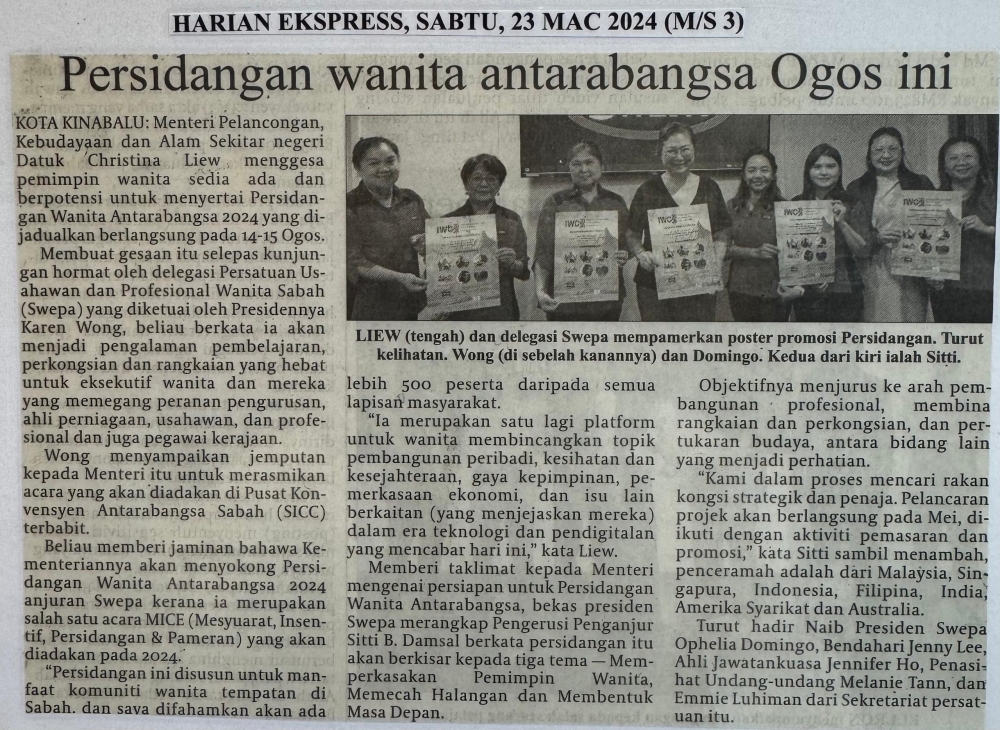 HARIAN EKSPRESS, SABTU, 23 MAC 2024 (M/S 3)
Persidangan wanita antarabangsa Ogos ini
KOTA KINABALU: Menteri Pelancongan,
Kebudayaan dan Alam Sekitar negeri
Datuk Christina Liew menggesa
pemimpin wanita sedia ada dan
berpotensi untuk menyertai Persidan-
gan Wanita Antarabangsa 2024 yang di-
jadualkan berlangsung pada 14-15 Ogos.
Membuat gesaan itu selepas kunjun-
gan hormat oleh delegasi Persatuan Us-
ahawan dan Profesional Wanita Sabah
(Swepa) yang diketuai oleh Presidennya
Karen Wong, beliau berkata ia akan
menjadi pengalaman pembelajaran,
perkongsian dan rangkaian yang hebat
untuk eksekutif wanita dan mereka
yang memegang peranan pengurusan,
ahli perniagaan, usahawan, dan profe-
sional dan juga pegawai kerajaan.
Wong menyampaikan jemputan
kepada Menteri itu untuk merasmikan
acara yang akan diadakan di Pusat Kon-
vensyen Antarabangsa Sabah (SICC)
terbabit.
Beliau memberi jaminan bahawa Ke-
menteriannya akan menyokong Persi-
dangan Wanita Antarabangsa 2024
anjuran Swepa kerana ia merupakan
salah satu acara MICE (Mesyuarat, Insen-
tif, Persidangan & Pameran) yang akan
diadakan pada 2024.
"Persidangan ini disusun untuk man-
faat komuniti wanita tempatan di
Sabah, dan saya difahamkan akan ada
IWC
IWC
IWC
IWC
IWC
LIEW (tengah) dan delegasi Swepa mempamerkan poster promosi Persidangan. Turut
kelihatan. Wong (di sebelah kanannya) dan Domingo. Kedua dari kiri ialah Sitti.
lebih 500 peserta daripada semua
lapisan masyarakat.
"Ia merupakan satu lagi platform
untuk wanita membincangkan topik
pembangunan peribadi, kesihatan dan
kesejahteraan, gaya kepimpinan, pe-
merkasaan ekonomi, dan isu lain
berkaitan (yang menjejaskan mereka)
dalam era teknologi dan pendigitalan
yang mencabar hari ini," kata Liew.
Memberi taklimat kepada Menteri
mengenai persiapan untuk Persidangan
Wanita Antarabangsa, bekas presiden
Swepa merangkap Pengerusi Penganjur
Sitti B. Damsal berkata persidangan itu
akan berkisar kepada tiga tema — Mem-
perkasakan Pemimpin Wanita,
Memecah Halangan dan Membentuk
Masa Depan.
Objektifnya menjurus ke arah pem-
bangunan profesional, membina
rangkaian dan perkongsian, dan per-
tukaran budaya, antara bidang lain
yang menjadi perhatian.
"Kami dalam proses mencari rakan
kongsi strategik dan penaja. Pelancaran
projek akan berlangsung pada Mei, di-
ikuti dengan aktiviti pemasaran dan
promosi," kata Sitti sambil menambah,
penceramah adalah dari Malaysia, Sin-
gapura, Indonesia, Filipina, India,
Amerika Syarikat dan Australia.
Turut hadir Naib Presiden Swepa
Ophelia Domingo, Bendahari Jenny Lee,
Ahli Jawatankuasa Jennifer Ho, Penasi-
hat Undang-undang Melanie Tann, dan
Emmie Luhiman dari Sekretariat persat-
uan itu.